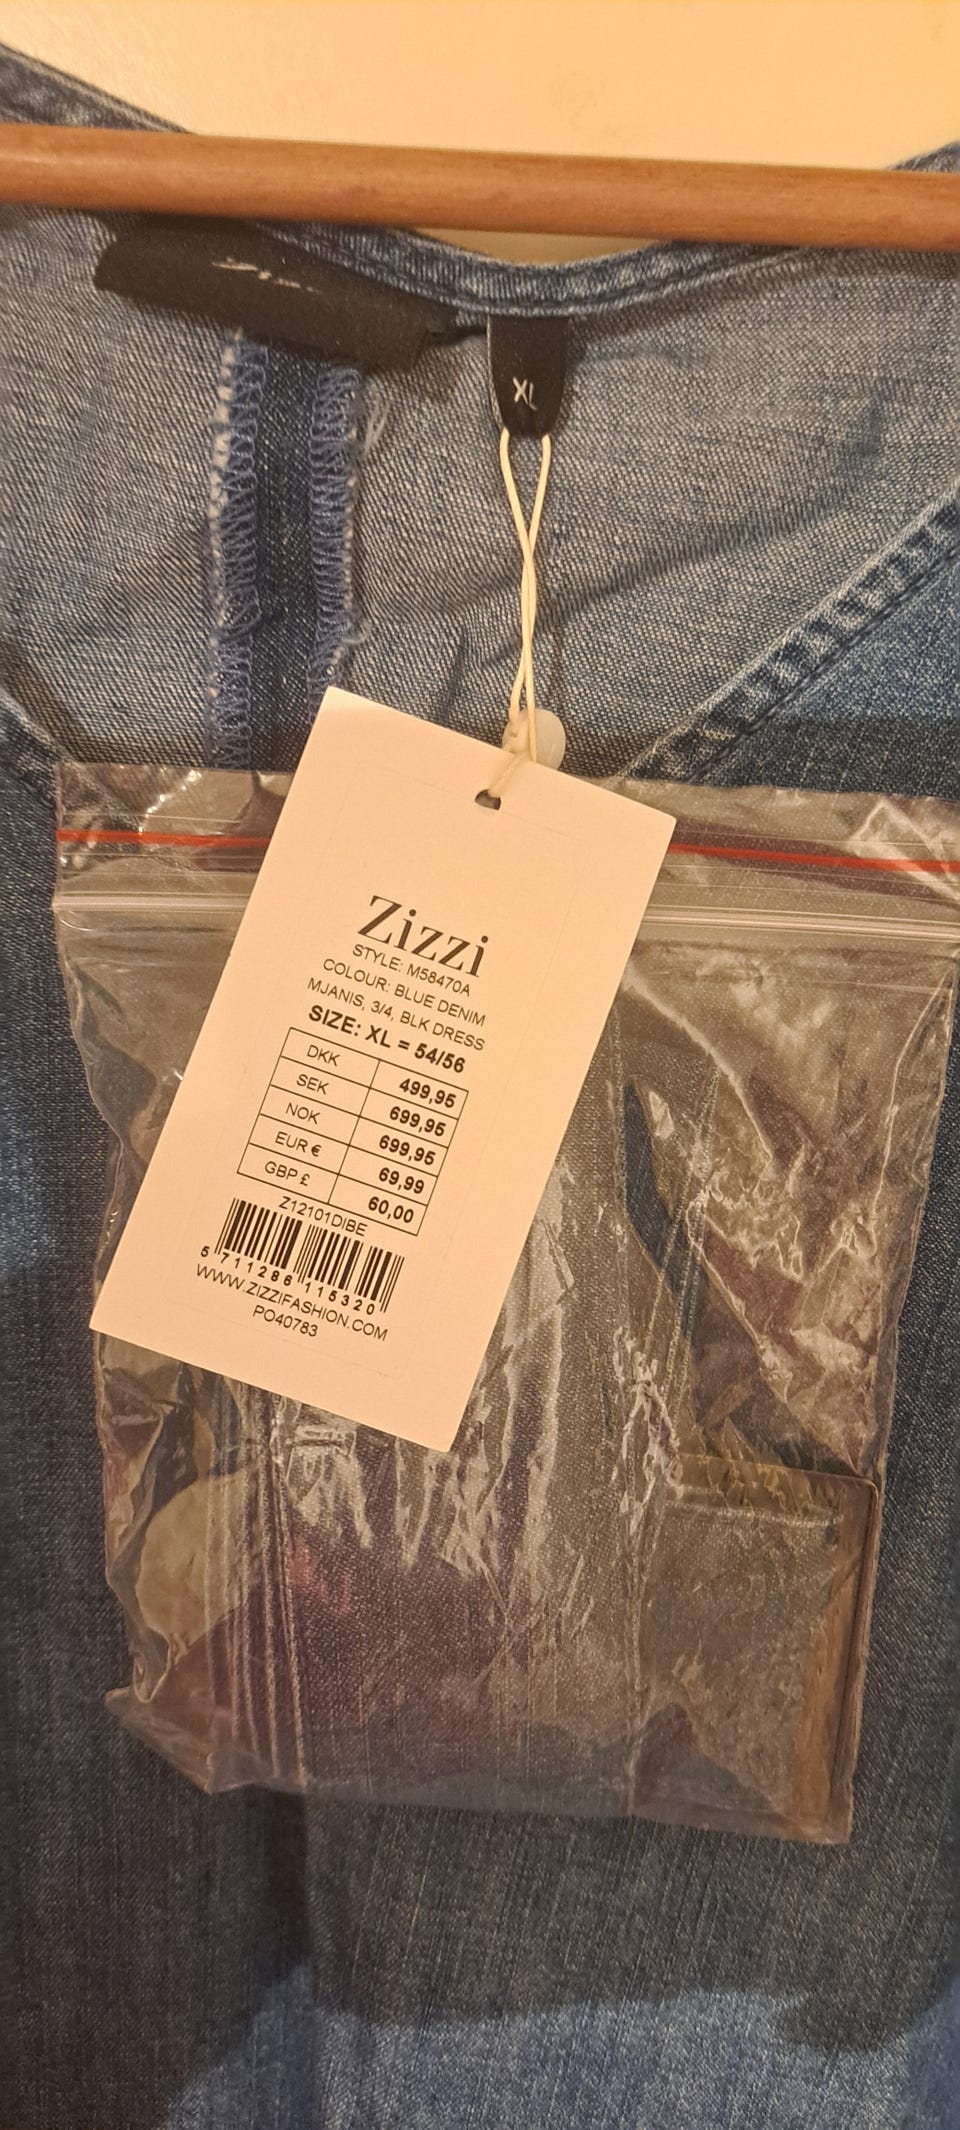 XL
Zizzi
STYLE: M58470A
COLOUR: BLUE DENIM
MJANIS, 3/4, BLK DRESS
SIZE: XL = 54/56
DKK 499,95
SEK 699,95
NOK 699,95
EUR € 69,99
GBP £ 60,00
Z12101DIBE
5 711286 115320
WWW.ZIZZIFASHION.COM
PO40783